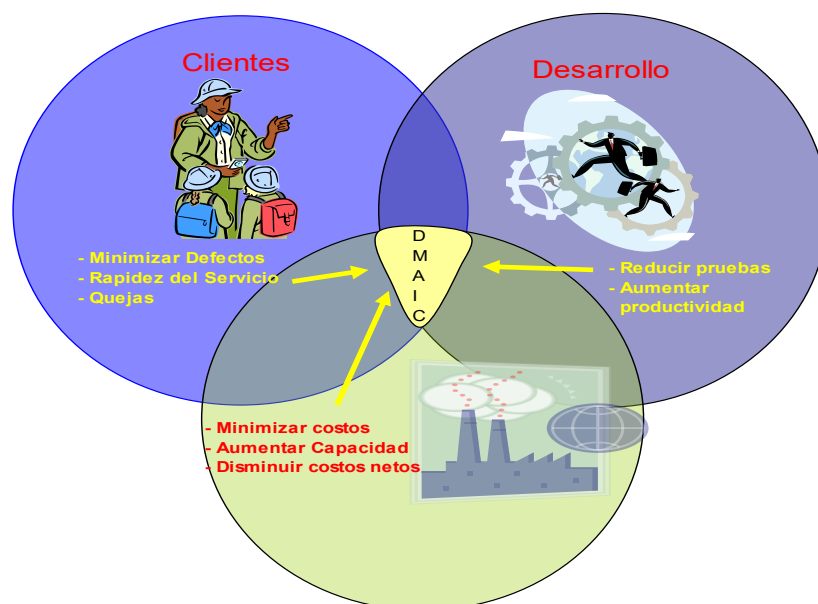 Clientes
Desarrollo
- Minimizar Defectos
- Rapidez del Servicio
- Quejas
D
M
A
I
C
- Reducir pruebas
- Aumentar
productividad
- Minimizar costos
- Aumentar Capacidad
- Disminuir costos netos